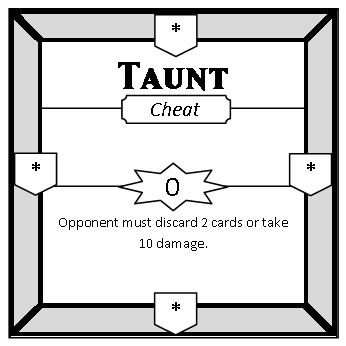 *
TAUNT
Cheat
* *
0
Opponent must discard 2 cards or take
10 damage.
*